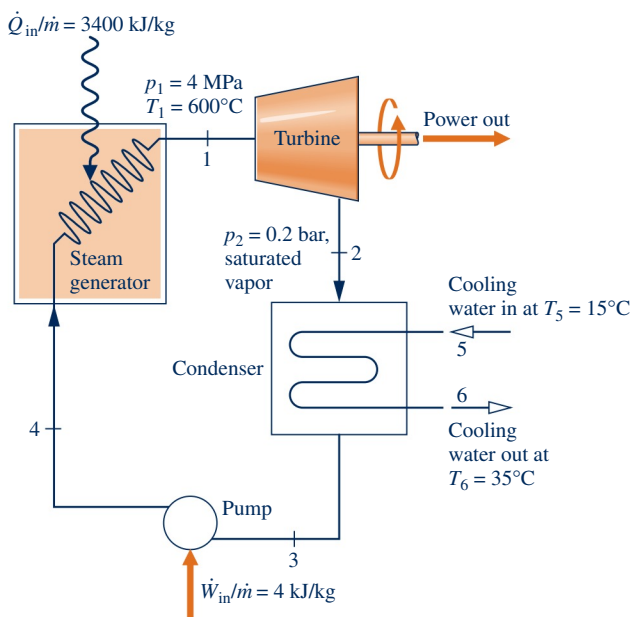 Q̇in/ṁ = 3400 kJ/kg
p1 = 4 MPa
T1 = 600°C
Turbine
Power out
1
Steam
generator
p2 = 0.2 bar,
saturated
vapor
2
Cooling
water in at T5 = 15°C
5
Condenser
6
Cooling
water out at
T6 = 35°C
4
Pump
3
Ẇin/ṁ = 4 kJ/kg